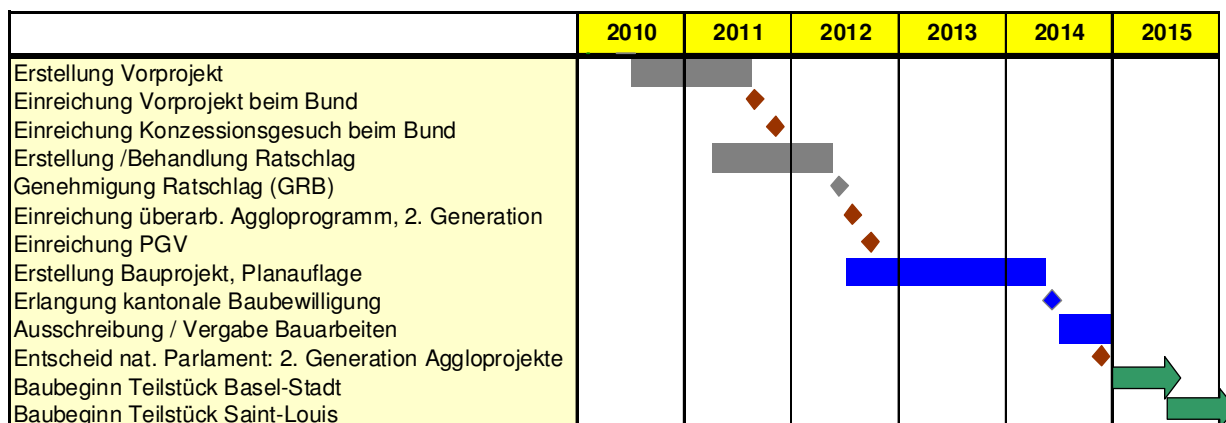 2010 2011 2012 2013 2014 2015
Erstellung Vorprojekt
Einreichung Vorprojekt beim Bund
Einreichung Konzessionsgesuch beim Bund
Erstellung /Behandlung Ratschlag
Genehmigung Ratschlag (GRB)
Einreichung überarb. Aggloprogramm, 2. Generation
Einreichung PGV
Erstellung Bauprojekt, Planauflage
Erlangung kantonale Baubewilligung
Ausschreibung / Vergabe Bauarbeiten
Entscheid nat. Parlament: 2. Generation Aggloprojekte
Baubeginn Teilstück Basel-Stadt
Baubeginn Teilstück Saint-Louis